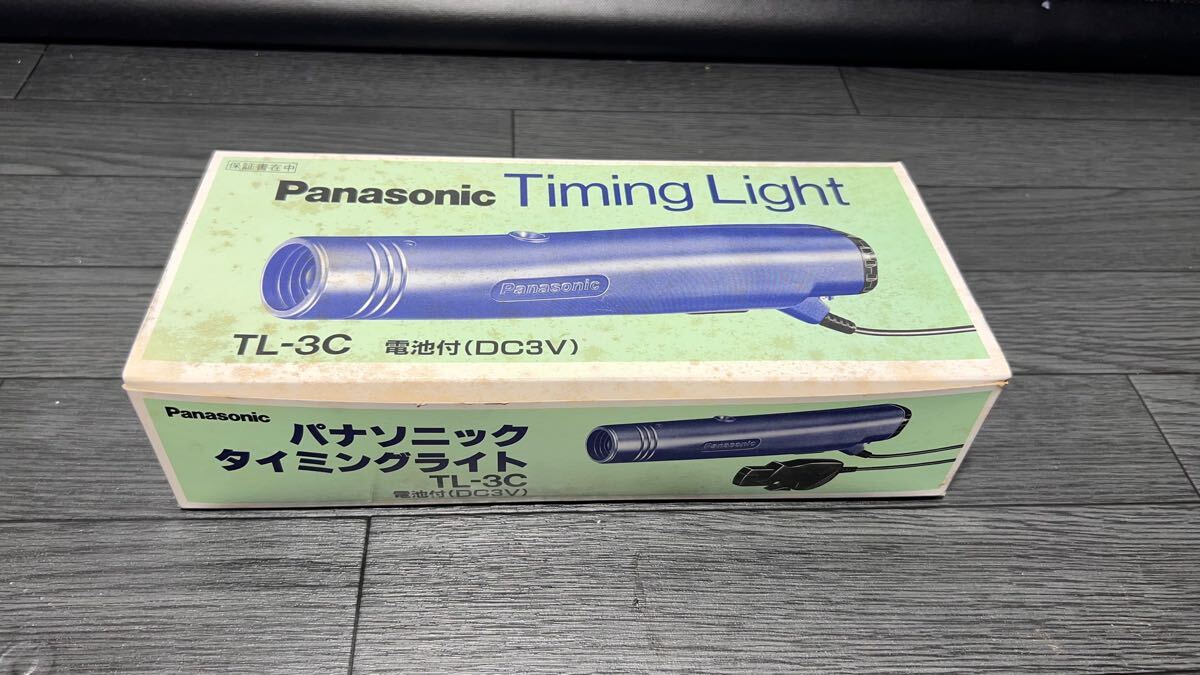 保証書在中
Panasonic Timing Light
Panasonic
TL-3C 電池付(DC3V)
Panasonic
パナソニック
タイミングライト
TL-3C
電池付(DC3V)
Panasonic